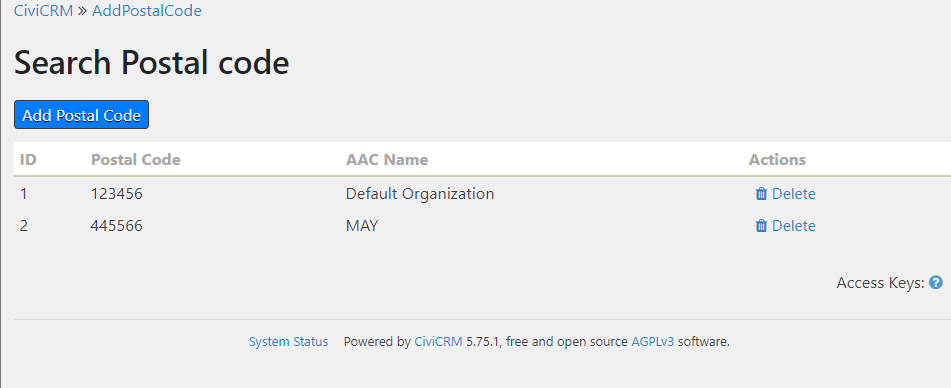 CiviCRM » AddPostalCode
Search Postal code
Add Postal Code
ID Postal Code AAC Name Actions
1 123456 Default Organization Delete
2 445566 MAY Delete
Access Keys: ?
System Status Powered by CiviCRM 5.75.1, free and open source AGPLv3 software.